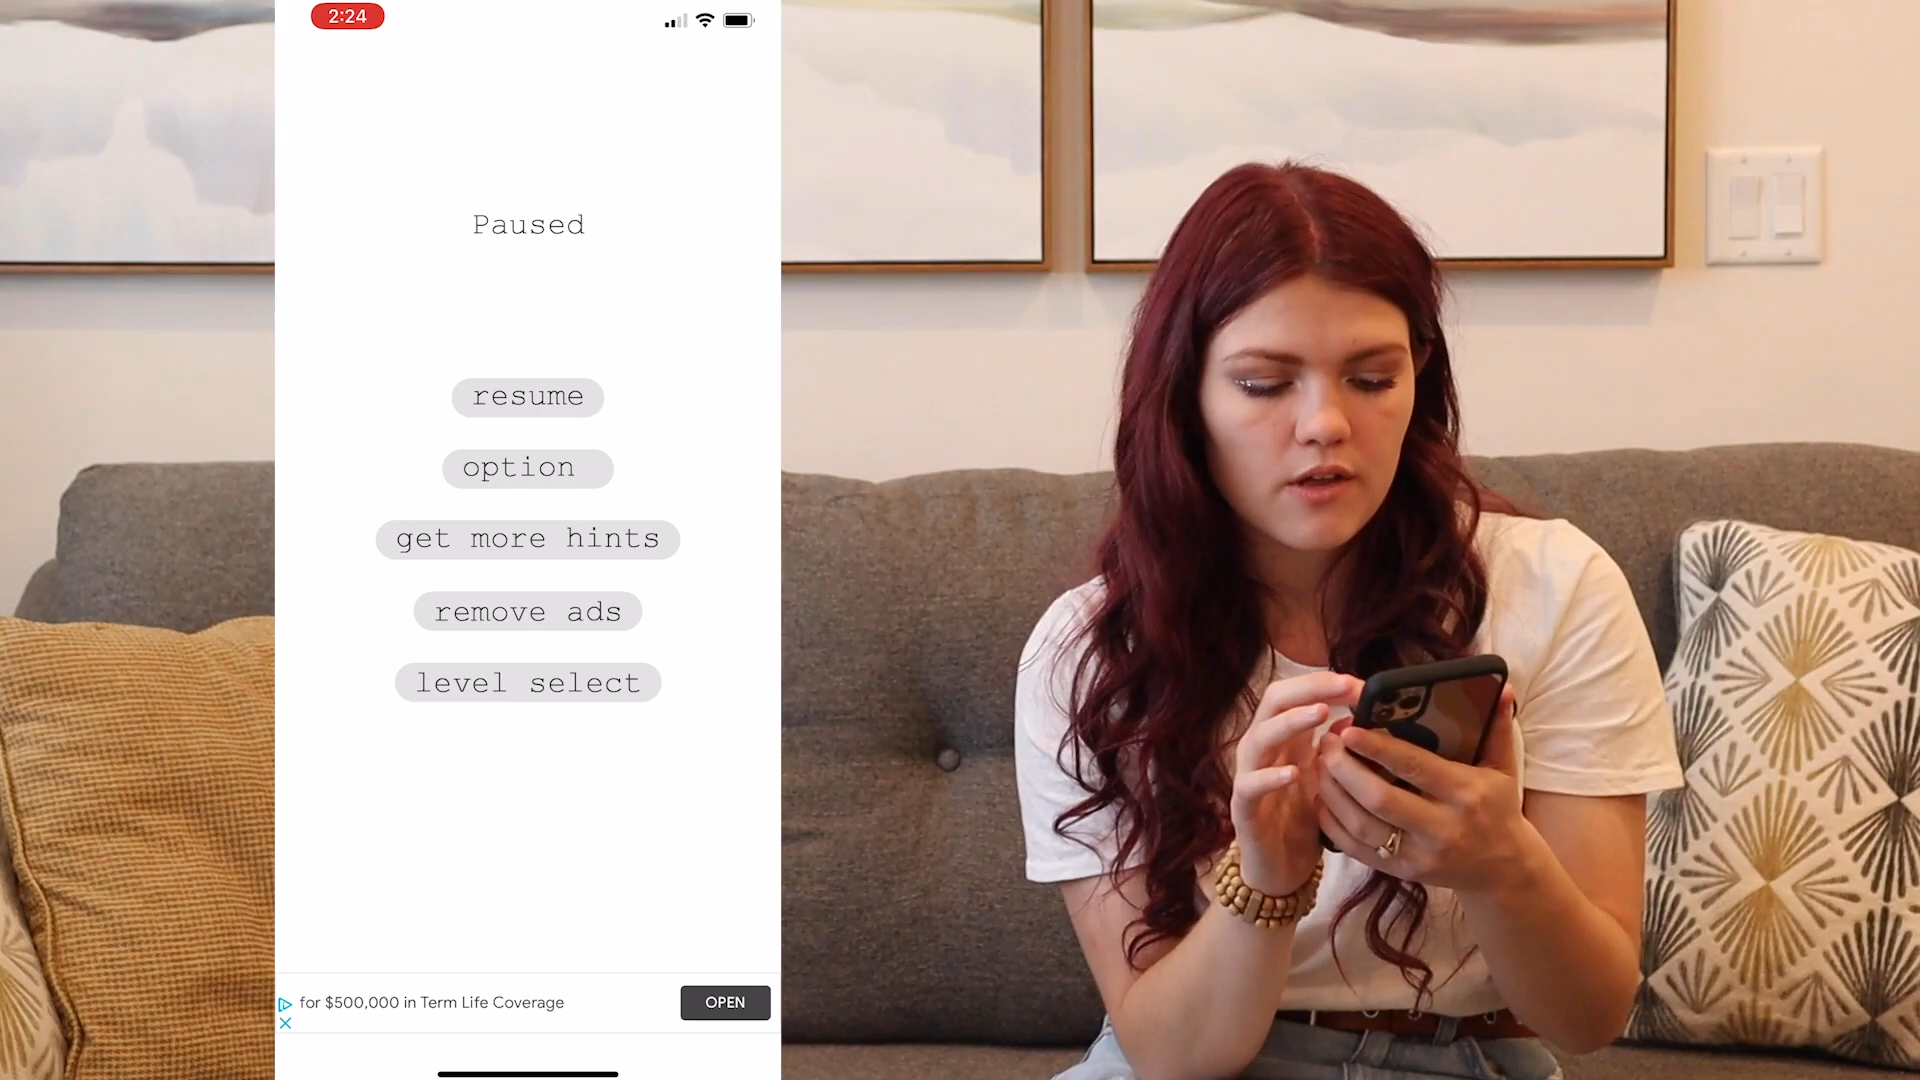 2:24
Paused
resume
option
get more hints
remove ads
level select
for $500,000 in Term Life Coverage
OPEN